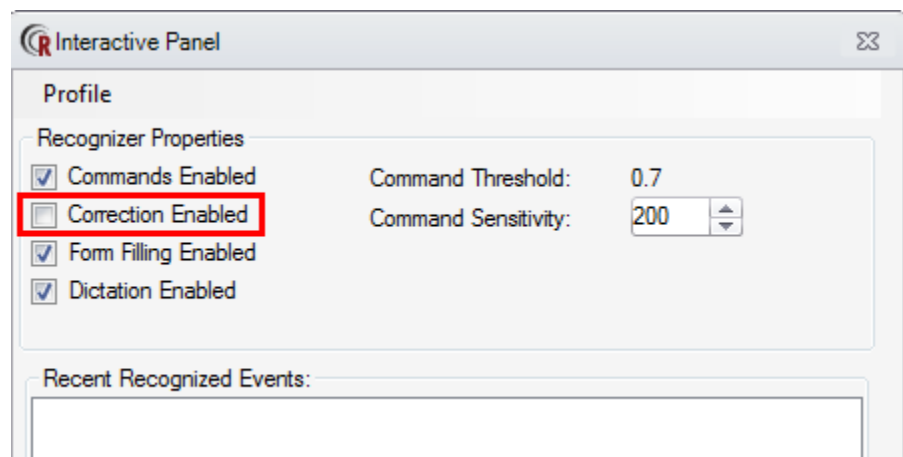 R Interactive Panel
Profile
Recognizer Properties
Commands Enabled Command Threshold: 0.7
Correction Enabled Command Sensitivity: 200
Form Filling Enabled
Dictation Enabled
Recent Recognized Events: